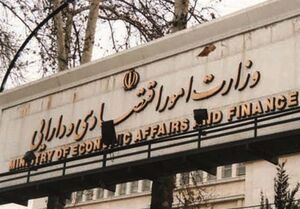 وزارت امور اقتصادی و دارایی
MINISTRY OF ECONOMIC AFFAIRS AND FINANCE